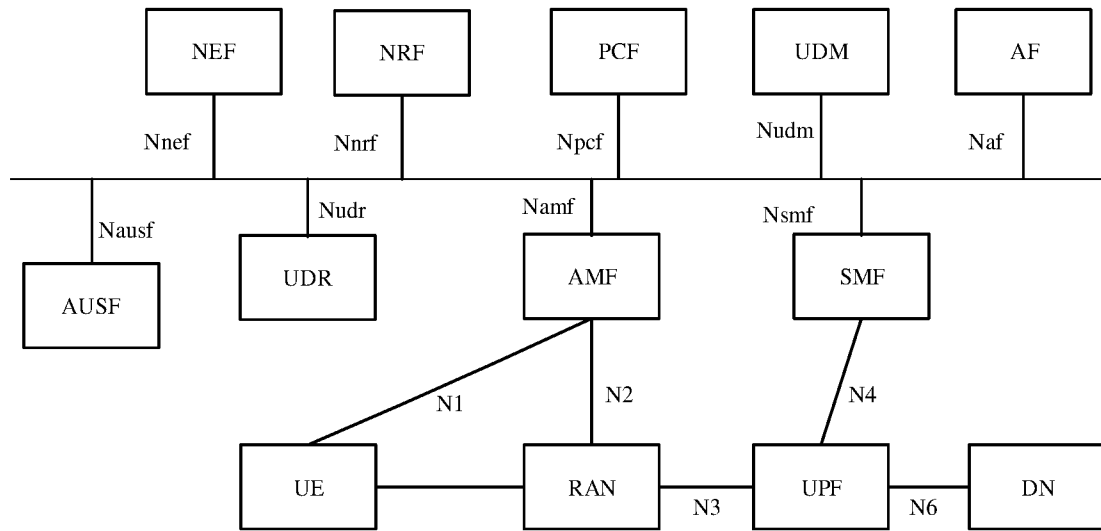 NEF
NRF
PCF
UDM
AF
Nnef
Nnrf
Npcf
Nudm
Naf
Nausf
Nudr
Namf
Nsmf
AUSF
UDR
AMF
SMF
N1
N2
N4
UE
RAN
N3
UPF
N6
DN